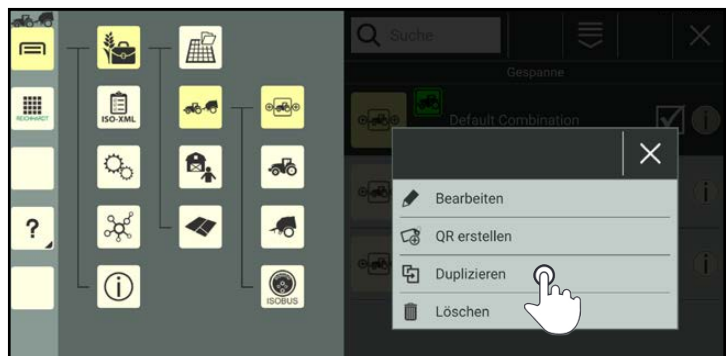 Suche
Gespanne
Default Combination
REICHHARDT
ISO-XML
Bearbeiten
QR erstellen
?
Duplizieren
Löschen
ISOBUS